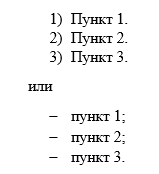 1) Пункт 1.
2) Пункт 2.
3) Пункт 3.
или
– пункт 1;
– пункт 2;
– пункт 3.